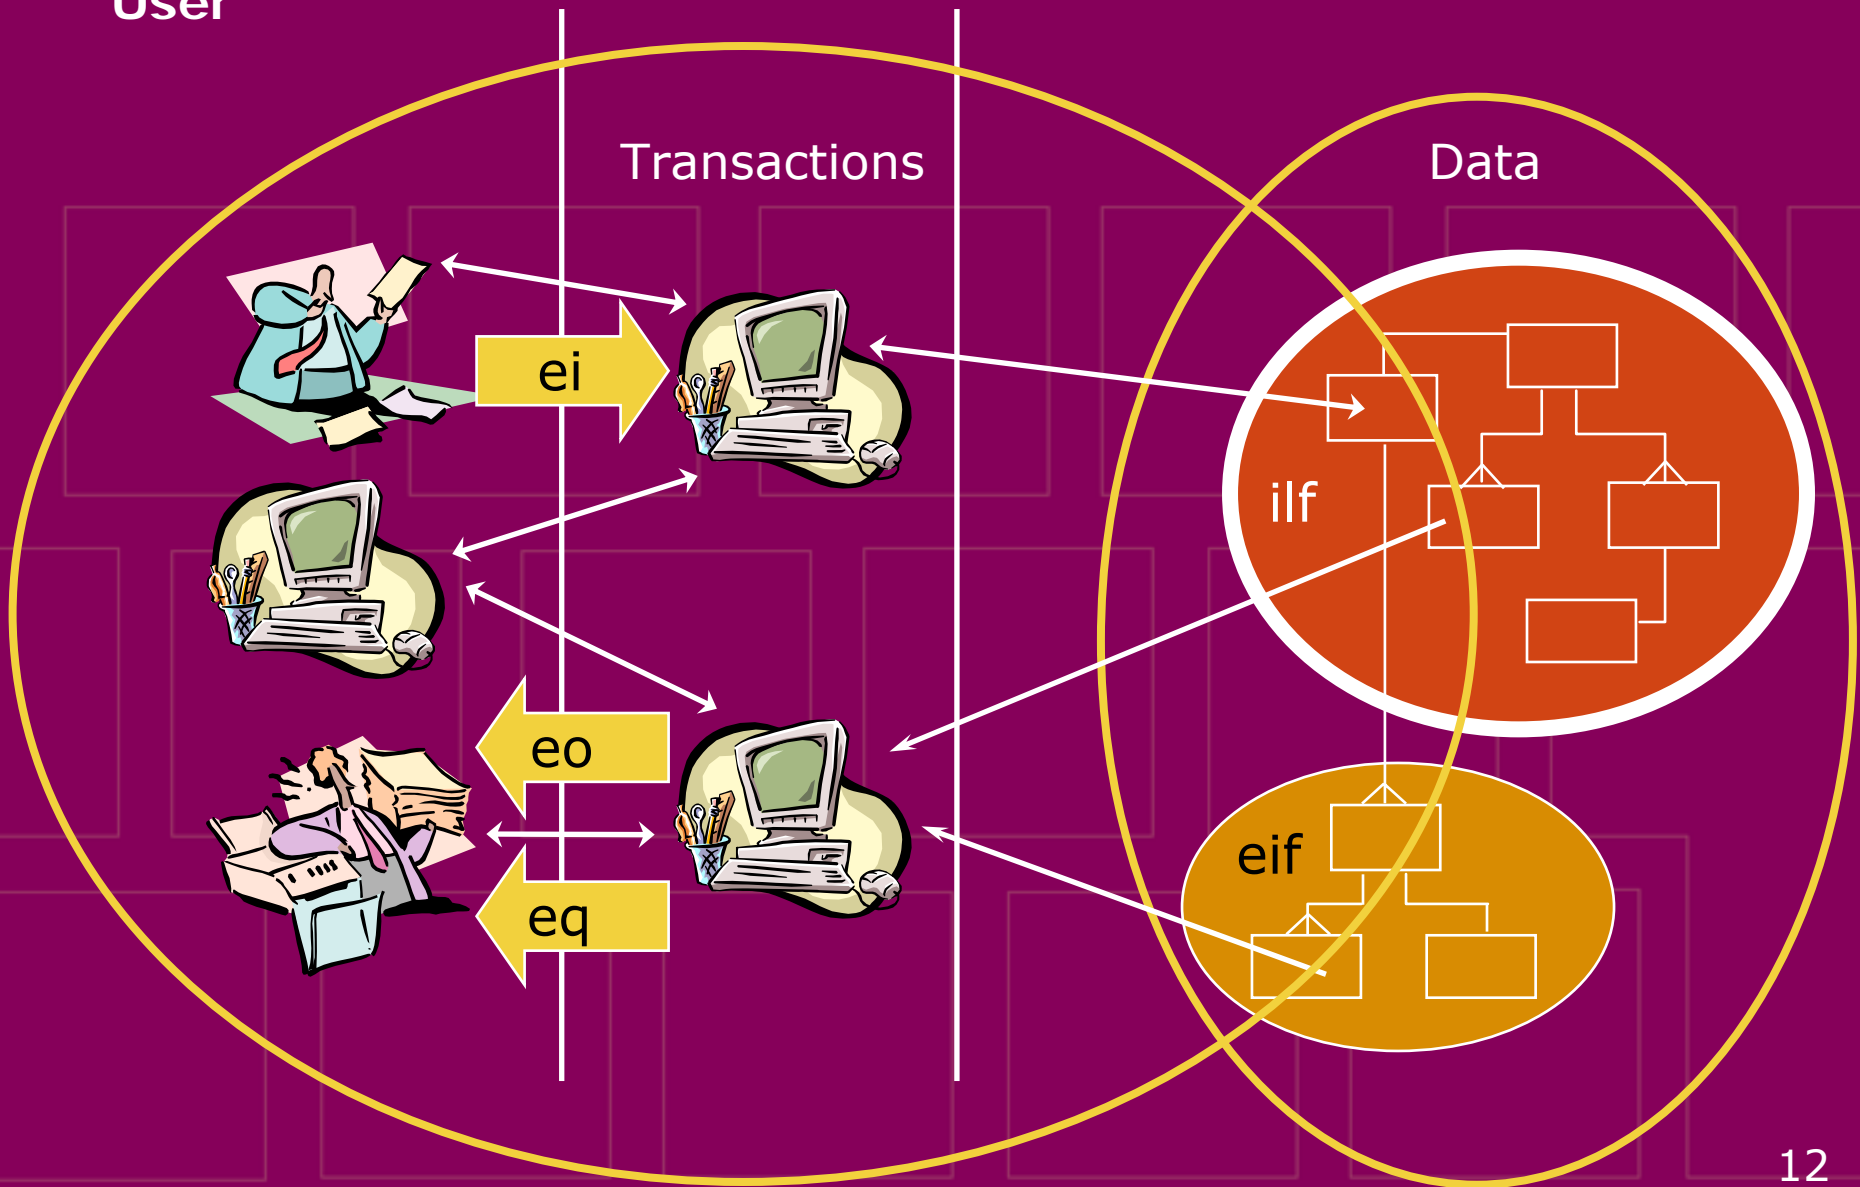 User
Transactions
Data
ei
ilf
eo
eif
eq
12